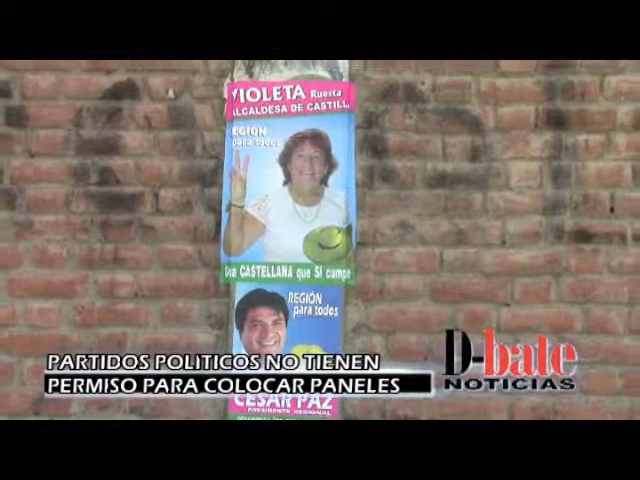 VIOLETA Ruesta
ALCALDESA DE CASTILL
REGIÓN
para todos
Una CASTELLANA que SI cumpe
REGIÓN
para todos
PARTIDOS POLITICOS NO TIENEN
PERMISO PARA COLOCAR PANELES
D-bate
NOTICIAS
CESAR PAZ
PRESIDENTE REGIONAL